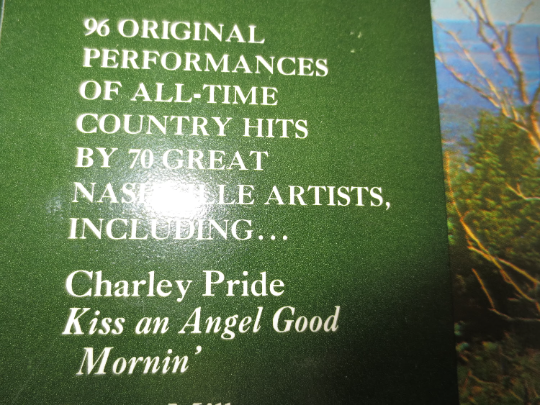 96 ORIGINAL
PERFORMANCES
OF ALL-TIME
COUNTRY HITS
BY 70 GREAT
NASHVILLE ARTISTS,
INCLUDING...
Charley Pride
Kiss an Angel Good
Mornin'